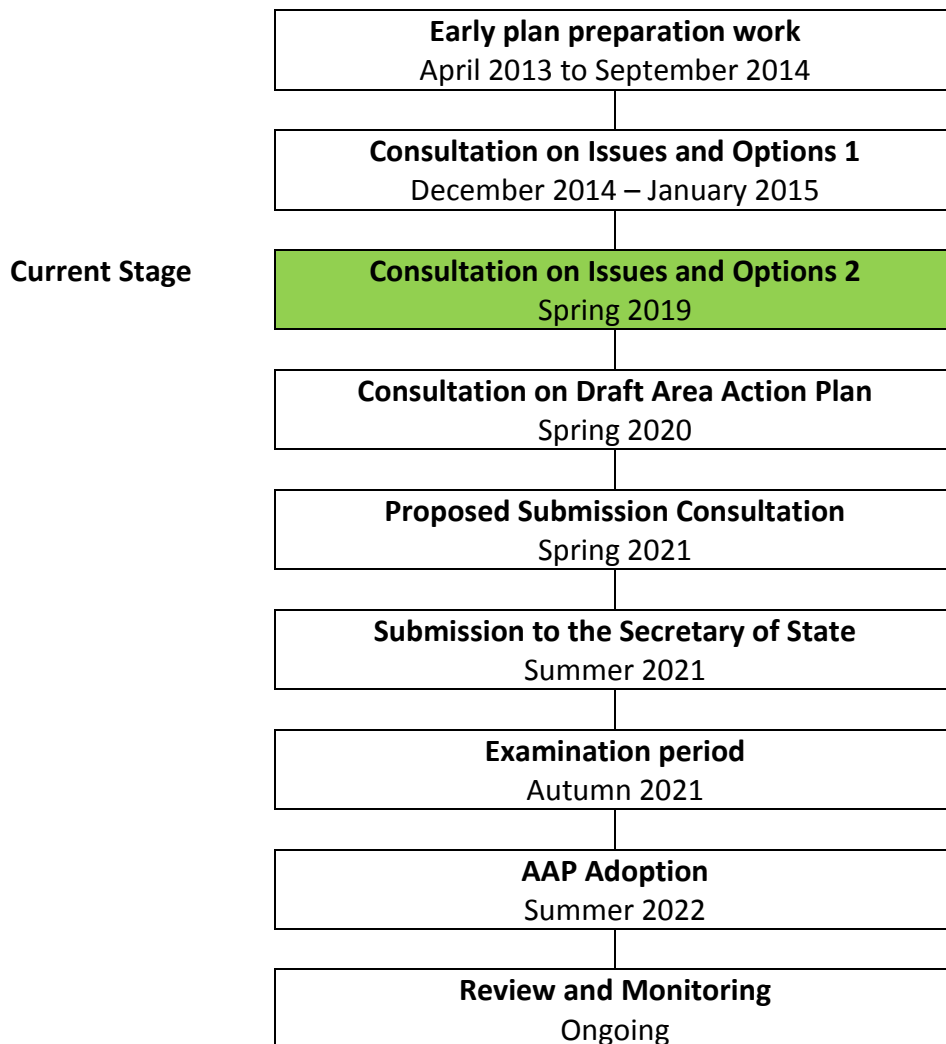 Early plan preparation work
April 2013 to September 2014
Consultation on Issues and Options 1
December 2014 – January 2015
Current Stage
Consultation on Issues and Options 2
Spring 2019
Consultation on Draft Area Action Plan
Spring 2020
Proposed Submission Consultation
Spring 2021
Submission to the Secretary of State
Summer 2021
Examination period
Autumn 2021
AAP Adoption
Summer 2022
Review and Monitoring
Ongoing